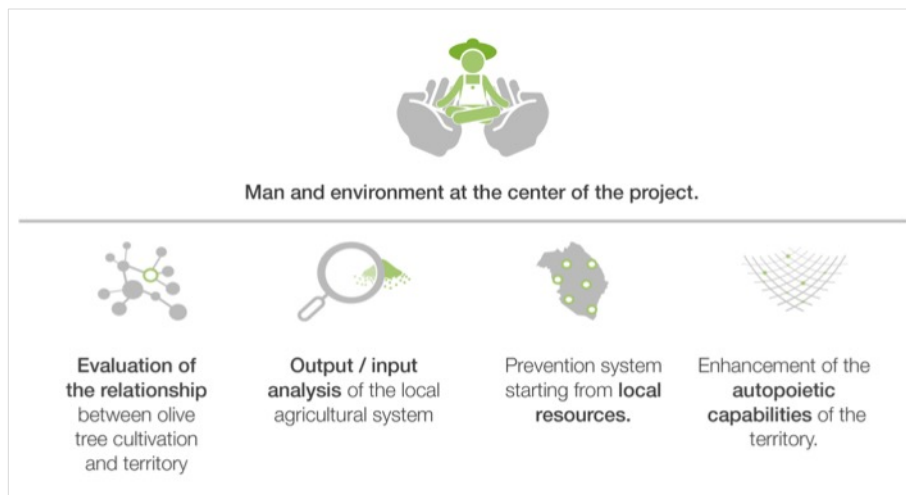 Man and environment at the center of the project.
Evaluation of
the relationship
between olive
tree cultivation
and territory
Output / input
analysis of the local
agricultural system
Prevention system
starting from local
resources.
Enhancement of the
autopoietic
capabilities of the
territory.